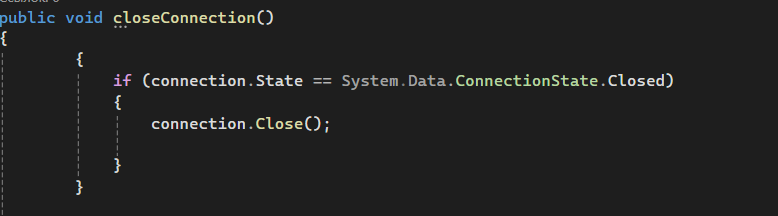 public void closeConnection()
{
{
if (connection.State == System.Data.ConnectionState.Closed)
{
connection.Close();
}
}